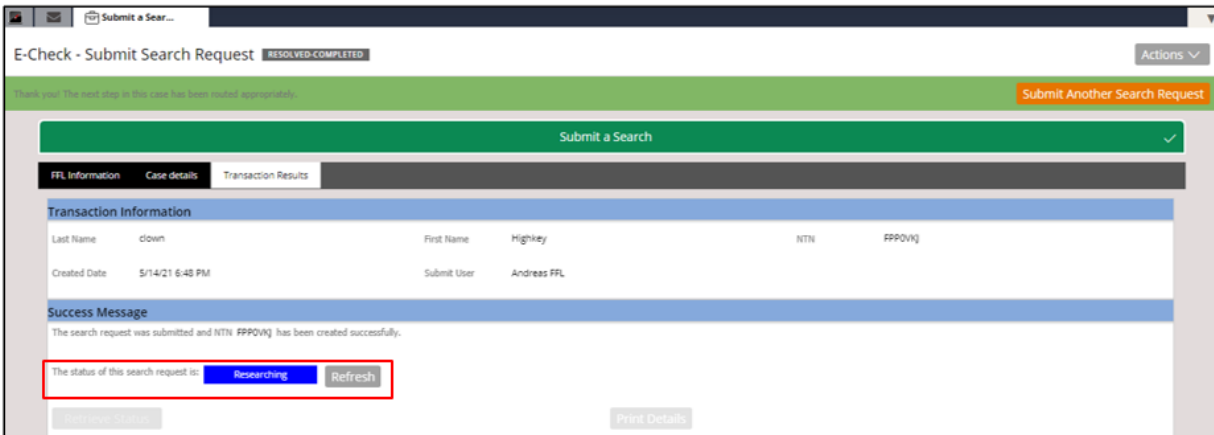 Submit a Sear...
E-Check - Submit Search Request RESOLVED-COMPLETED Actions
Thank you! The next step in this case has been routed appropriately. Submit Another Search Request
Submit a Search
FFL Information Case details Transaction Results
Transaction Information
Last Name clown First Name Highkey NTN FPP0VKJ
Created Date 5/14/21 6:48 PM Submit User Andreas FFL
Success Message
The search request was submitted and NTN FPP0VKJ has been created successfully.
The status of this search request is: Researching Refresh
Retrieve Status Print Details